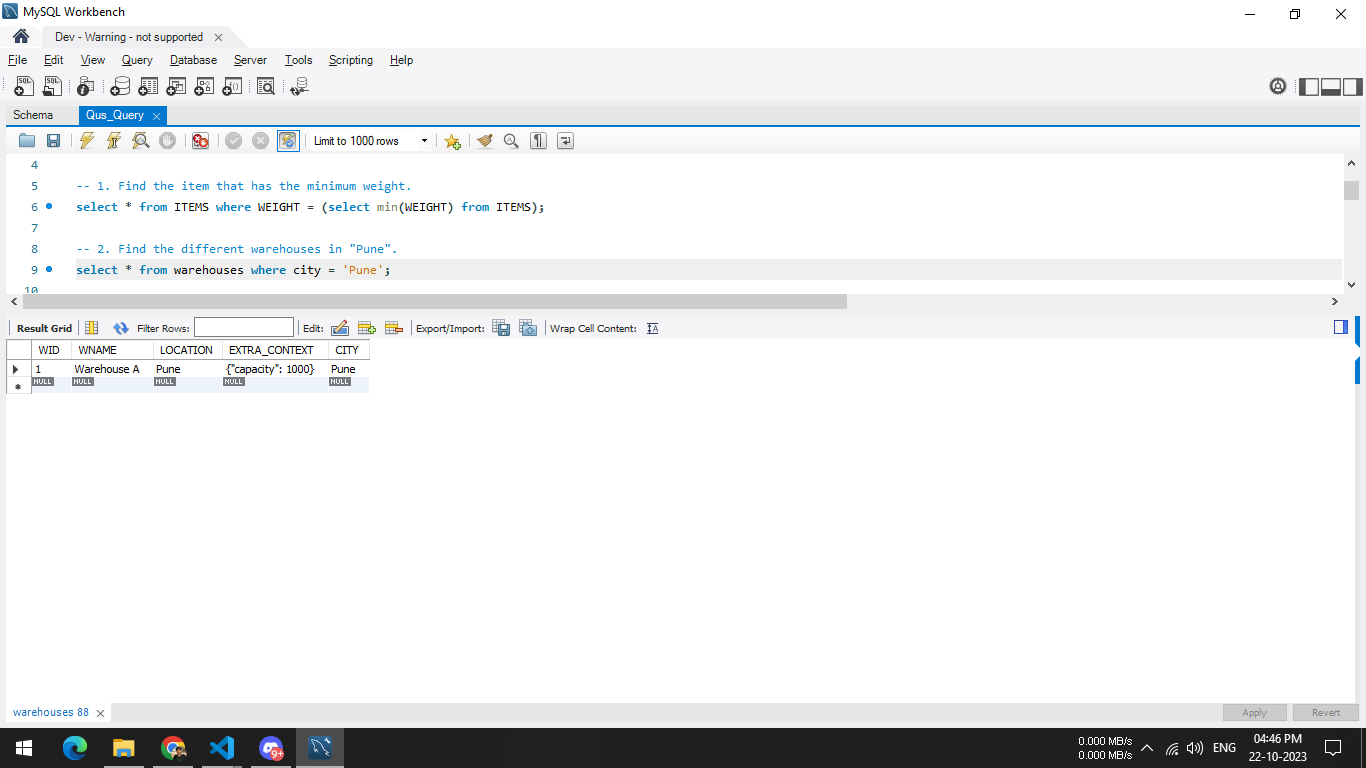 MySQL Workbench
Dev - Warning - not supported
File Edit View Query Database Server Tools Scripting Help
SQL SQL
Schema Qus_Query
Limit to 1000 rows
4
5 -- 1. Find the item that has the minimum weight.
6 select * from ITEMS where WEIGHT = (select min(WEIGHT) from ITEMS);
7
8 -- 2. Find the different warehouses in "Pune".
9 select * from warehouses where city = 'Pune';
10
Result Grid Filter Rows: Edit: Export/Import: Wrap Cell Content:
WID WNAME LOCATION EXTRA_CONTEXT CITY
1 Warehouse A Pune {"capacity": 1000} Pune
NULL NULL NULL NULL NULL
warehouses 88 Apply Revert
0.000 MB/s
0.000 MB/s
9+ ENG
04:46 PM
22-10-2023